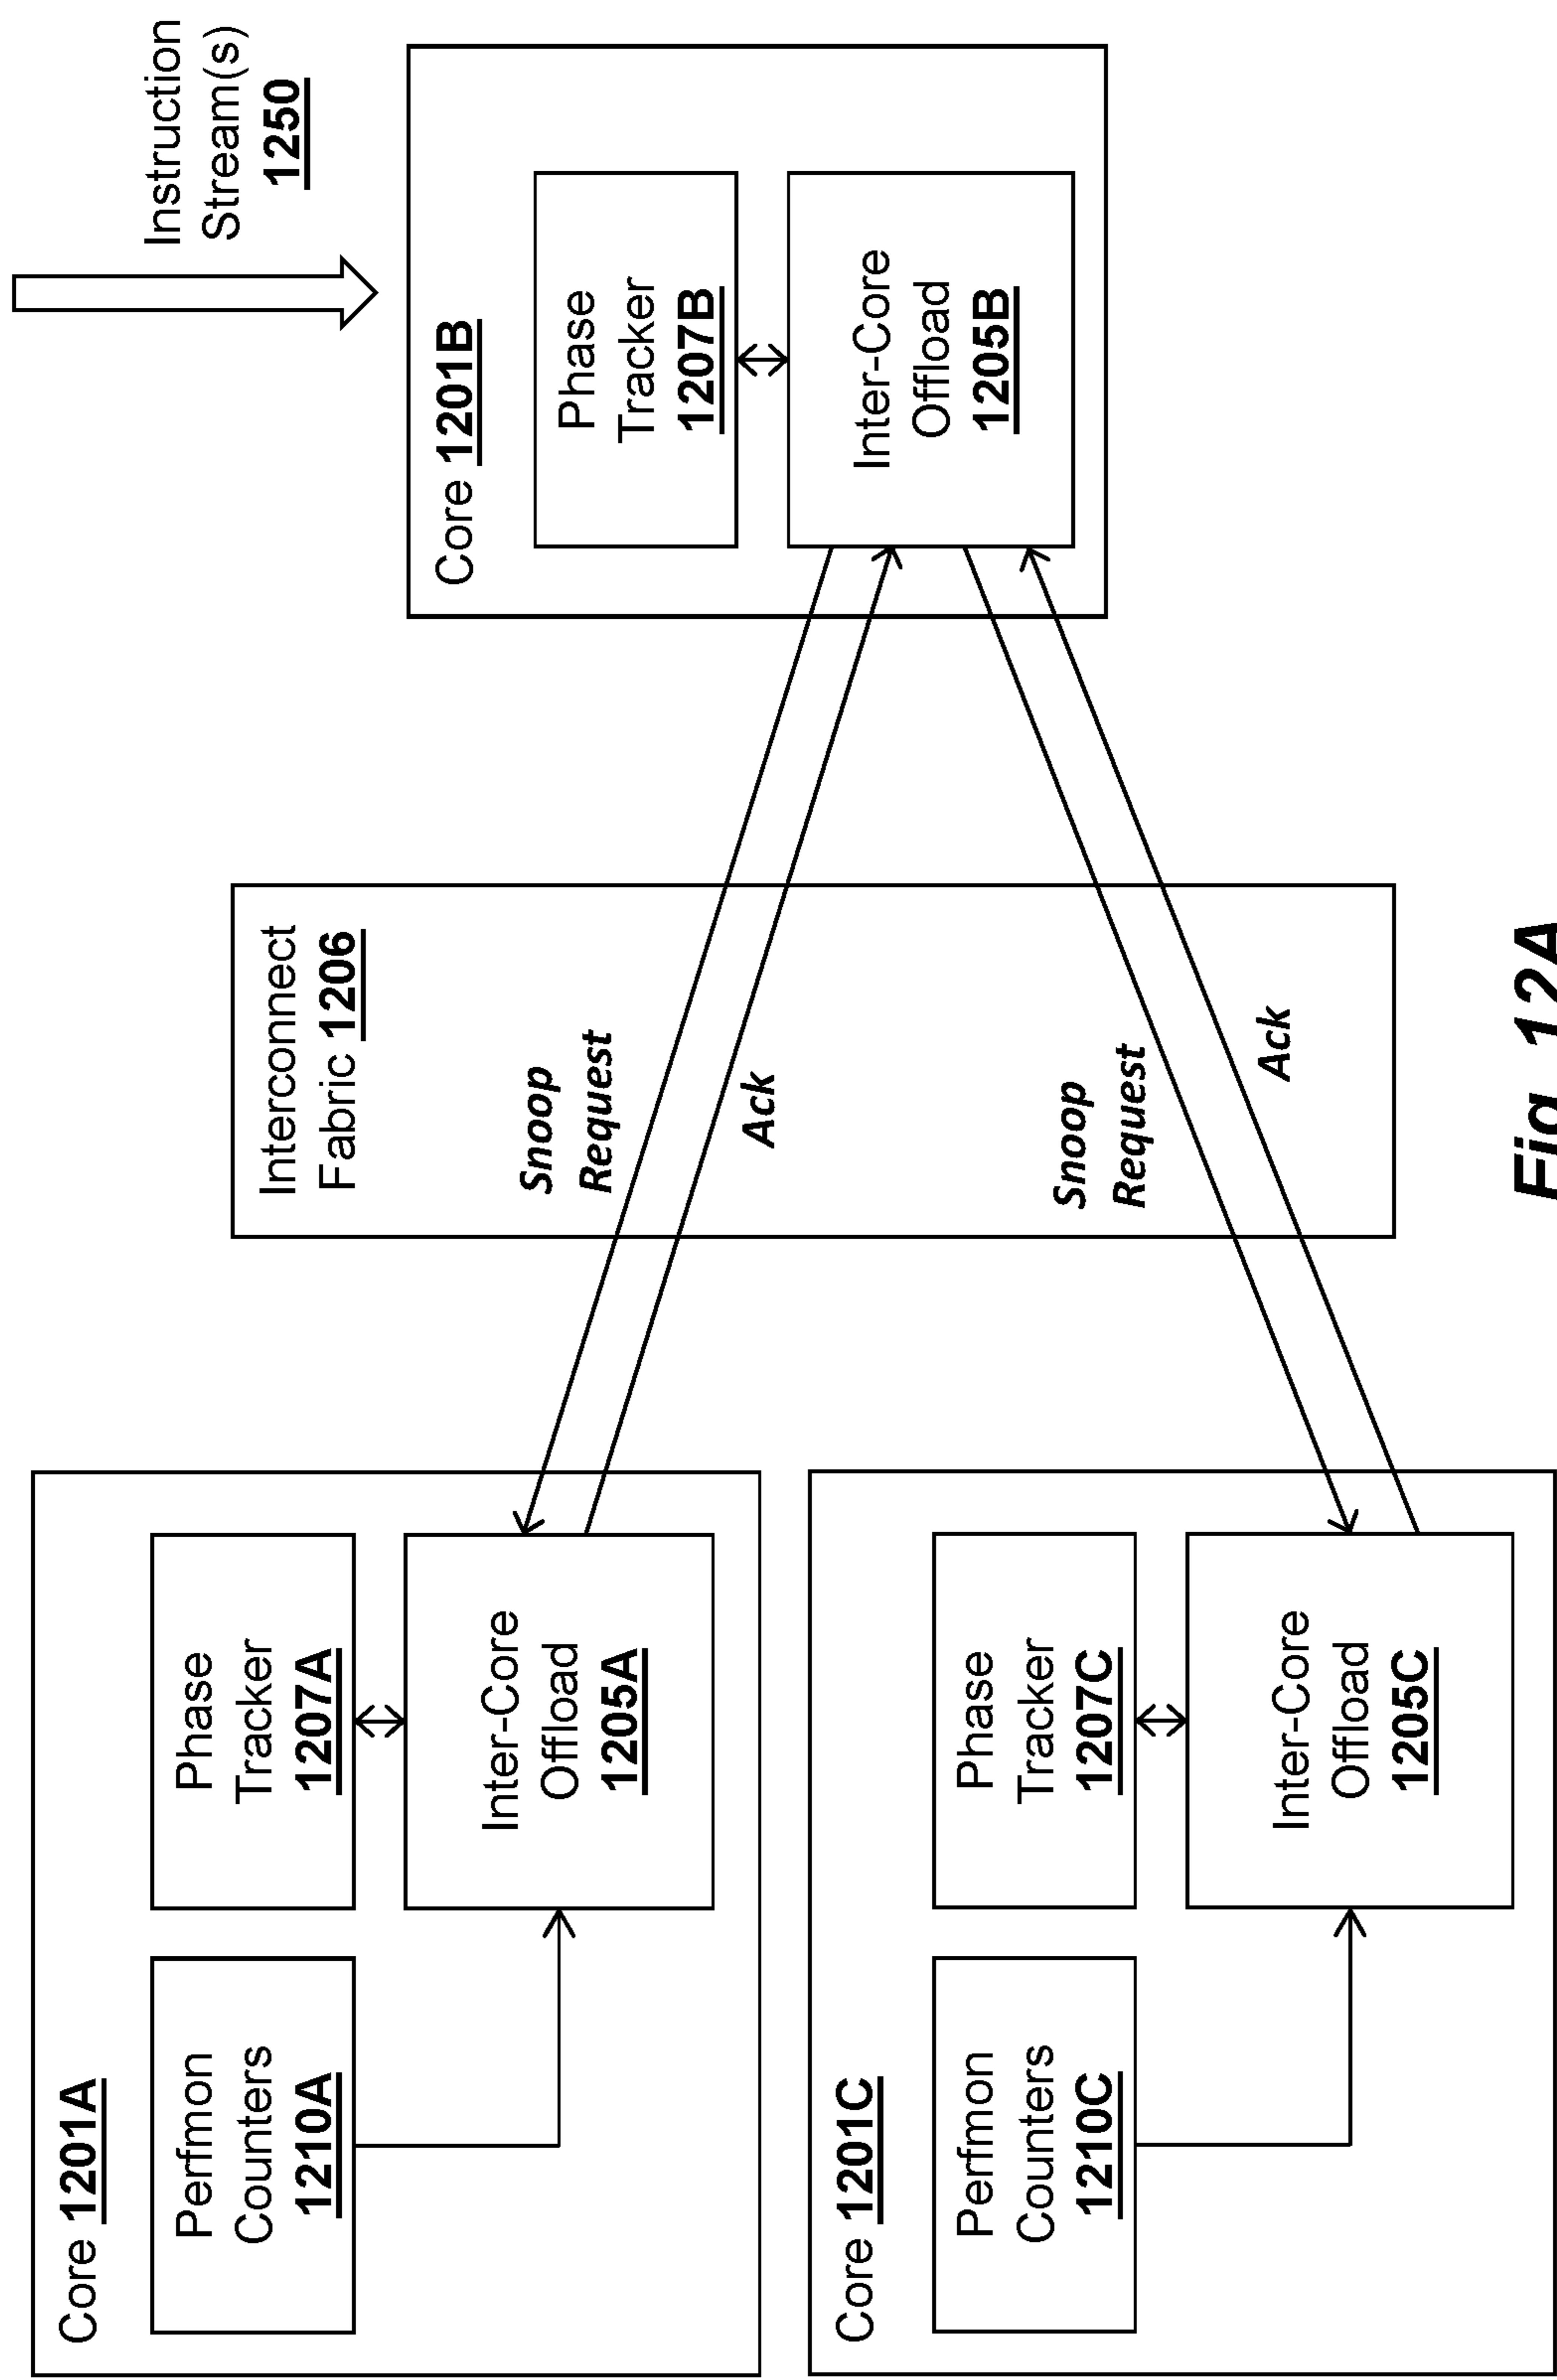 Instruction
Stream(s)
1250
Core 1201A
Perfmon
Counters
1210A
Phase
Tracker
1207A
Inter-Core
Offload
1205A
Interconnect
Fabric 1206
Snoop
Request
Ack
Snoop
Request
Ack
Core 1201B
Phase
Tracker
1207B
Inter-Core
Offload
1205B
Core 1201C
Perfmon
Counters
1210C
Phase
Tracker
1207C
Inter-Core
Offload
1205C
Fig. 12A